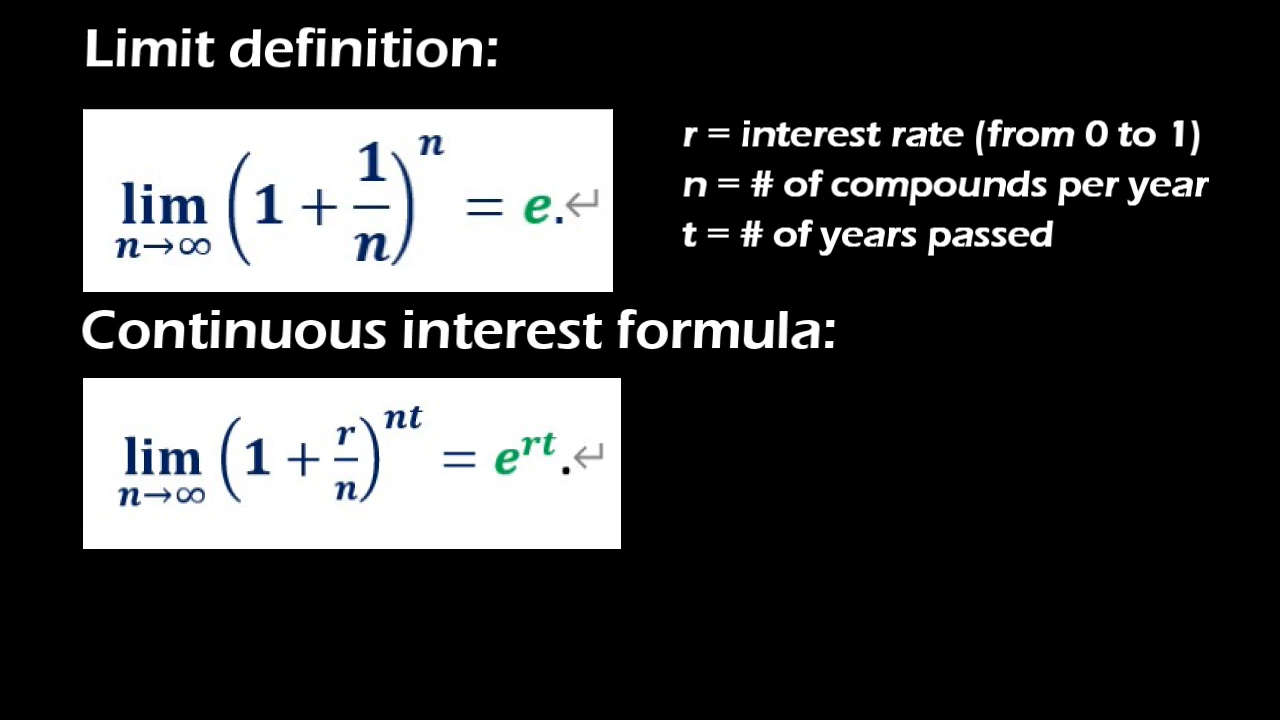 Limit definition:
lim n→∞ (1 + 1/n)^n = e.↵
r = interest rate (from 0 to 1)
n = # of compounds per year
t = # of years passed
Continuous interest formula:
lim n→∞ (1 + r/n)^nt = e^rt.↵